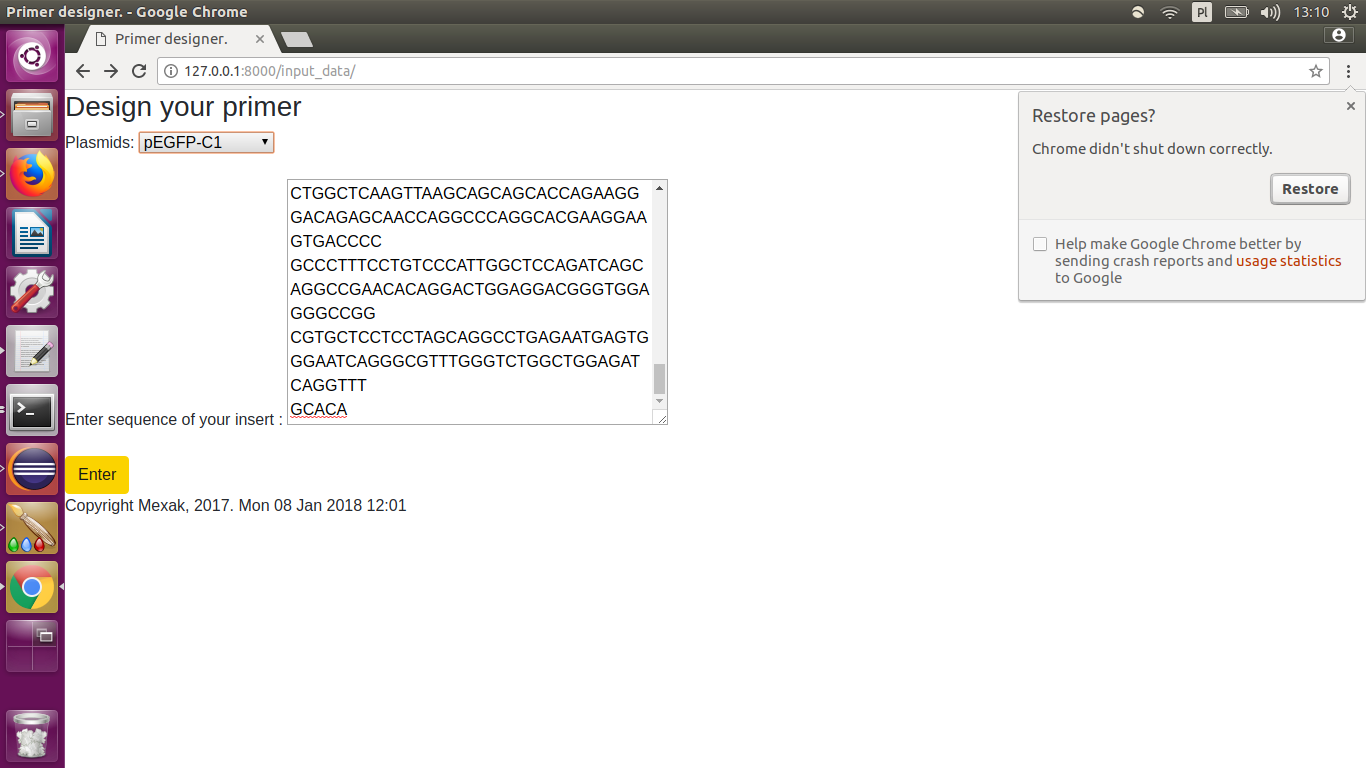 Primer designer. - Google Chrome
Pl
13:10
Primer designer.
127.0.0.1:8000/input_data/
Design your primer
Plasmids: pEGFP-C1
CTGGCTCAAGTTAAGCAGCAGCACCAGAAGG
GACAGAGCAACCAGGCCCAGGCACGAAGGAA
GTGACCCC
GCCCTTTCCTGTCCCATTGGCTCCAGATCAGC
AGGCCGAACACAGGACTGGAGGACGGGTGGA
GGGCCGG
CGTGCTCCTCCTAGCAGGCCTGAGAATGAGTG
GGAATCAGGGCGTTTGGGTCTGGCTGGAGAT
CAGGTTT
GCACA
Enter sequence of your insert :
Enter
Copyright Mexak, 2017. Mon 08 Jan 2018 12:01
Restore pages?
Chrome didn't shut down correctly.
Restore
Help make Google Chrome better by
sending crash reports and usage statistics
to Google